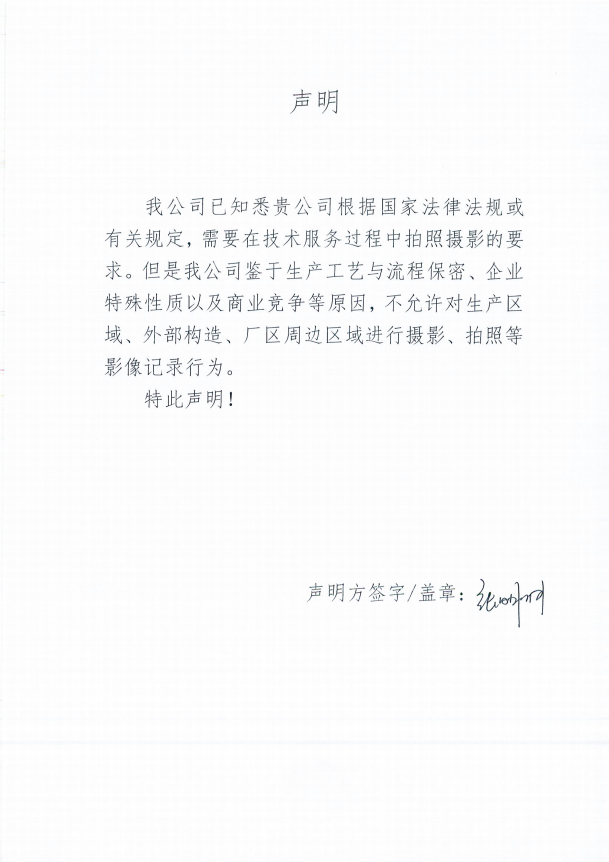 声明
我公司已知悉贵公司根据国家法律法规或
有关规定，需要在技术服务过程中拍照摄影的要
求。但是我公司鉴于生产工艺与流程保密、企业
特殊性质以及商业竞争等原因，不允许对生产区
域、外部构造、厂区周边区域进行摄影、拍照等
影像记录行为。
特此声明！
声明方签字/盖章：